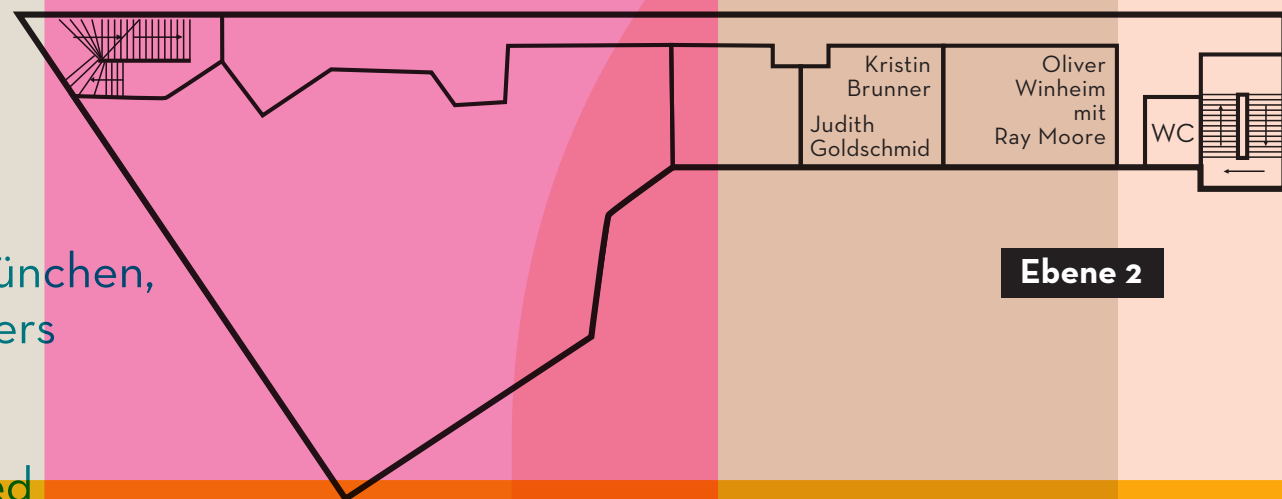 Kristin
Brunner
Judith
Goldschmid
Oliver
Winheim
mit
Ray Moore
WC
Ebene 2
ünchen,
ers
ed